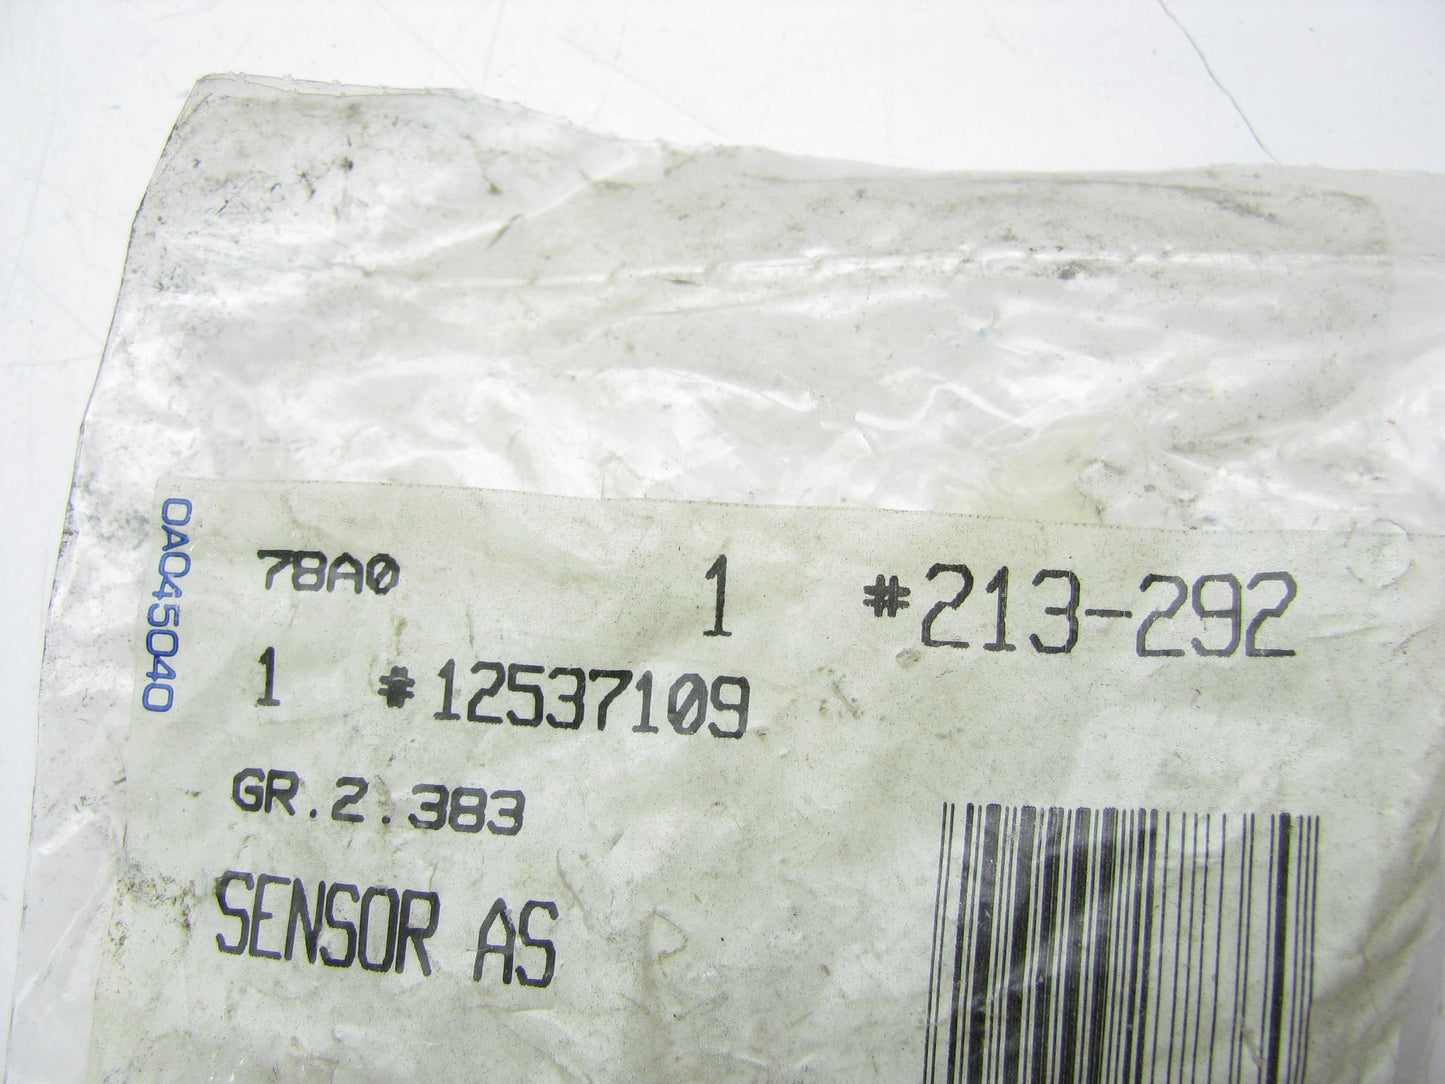 0A045040
78A0 1 #213-292
1 #12537109
GR.2.383
SENSOR AS